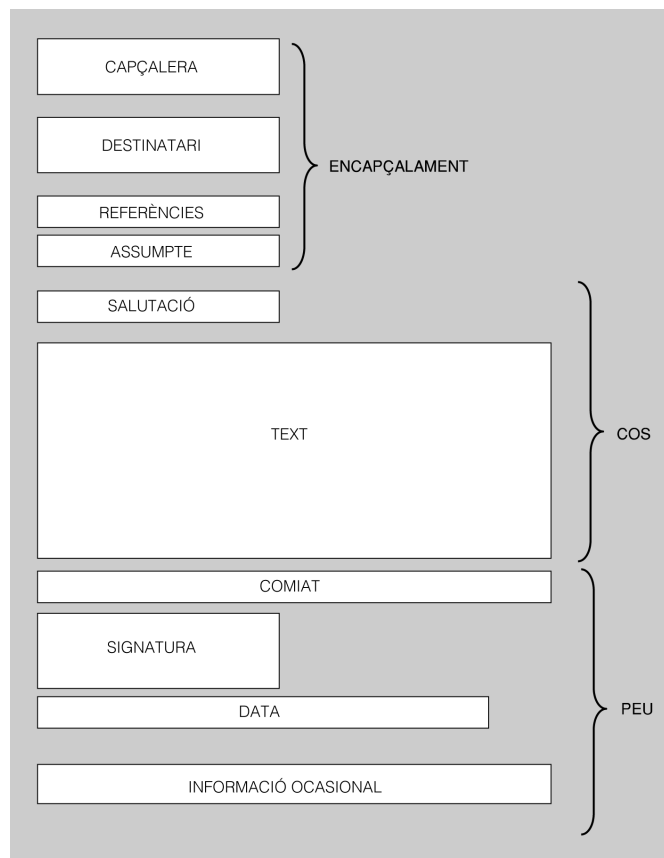 CAPÇALERA
DESTINATARI
ENCAPÇALAMENT
REFERÈNCIES
ASSUMPTE
SALUTACIÓ
TEXT
COS
COMIAT
SIGNATURA
DATA
PEU
INFORMACIÓ OCASIONAL